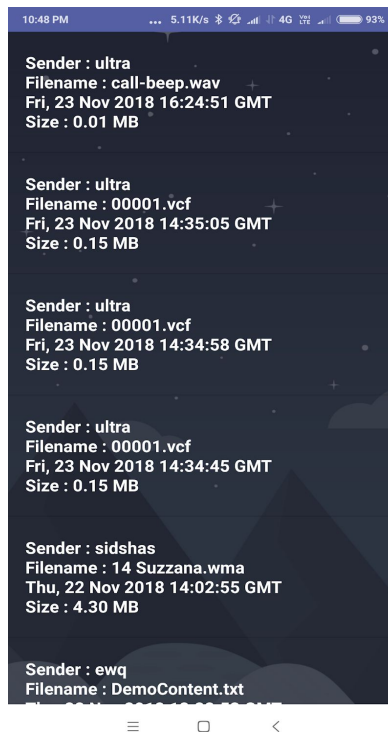 10:48 PM ... 5.11K/s 4G VoLTE 93%
Sender : ultra
Filename : call-beep.wav
Fri, 23 Nov 2018 16:24:51 GMT
Size : 0.01 MB
Sender : ultra
Filename : 00001.vcf
Fri, 23 Nov 2018 14:35:05 GMT
Size : 0.15 MB
Sender : ultra
Filename : 00001.vcf
Fri, 23 Nov 2018 14:34:58 GMT
Size : 0.15 MB
Sender : ultra
Filename : 00001.vcf
Fri, 23 Nov 2018 14:34:45 GMT
Size : 0.15 MB
Sender : sidshas
Filename : 14 Suzzana.wma
Thu, 22 Nov 2018 14:02:55 GMT
Size : 4.30 MB
Sender : ewq
Filename : DemoContent.txt